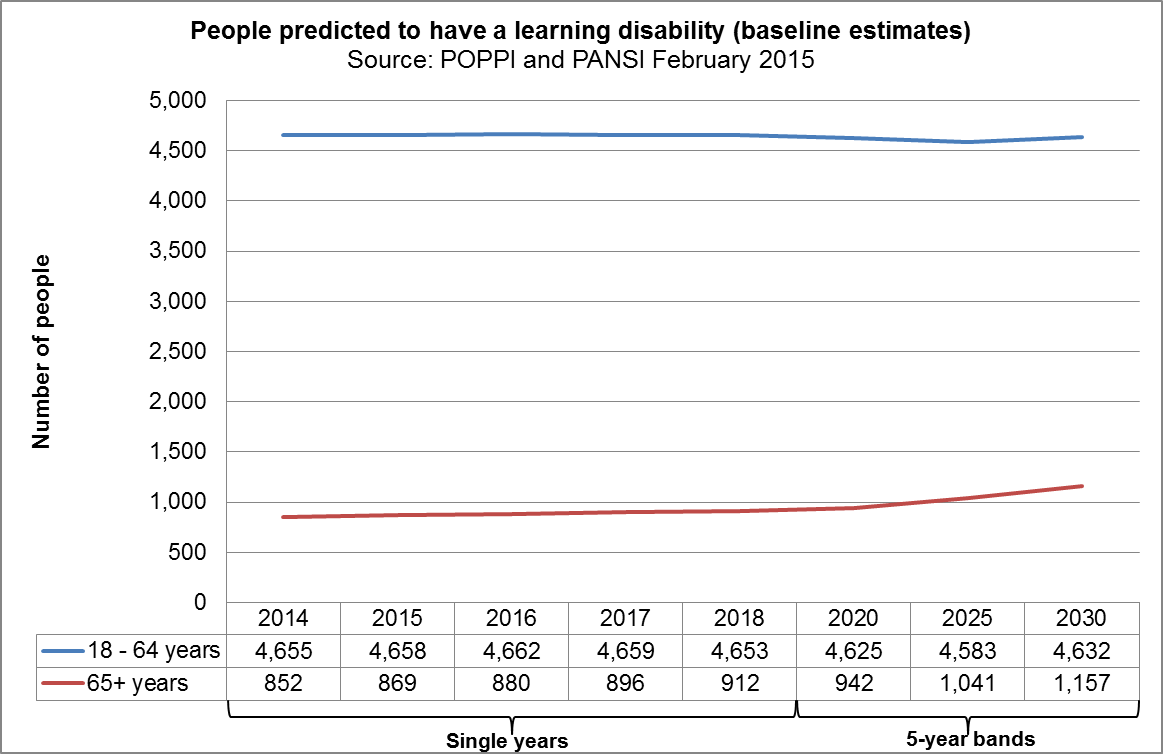 People predicted to have a learning disability (baseline estimates)
Source: POPPI and PANSI February 2015
Number of people
5,000
4,500
4,000
3,500
3,000
2,500
2,000
1,500
1,000
500
0
2014 2015 2016 2017 2018 2020 2025 2030
18 - 64 years 4,655 4,658 4,662 4,659 4,653 4,625 4,583 4,632
65+ years 852 869 880 896 912 942 1,041 1,157
Single years 5-year bands